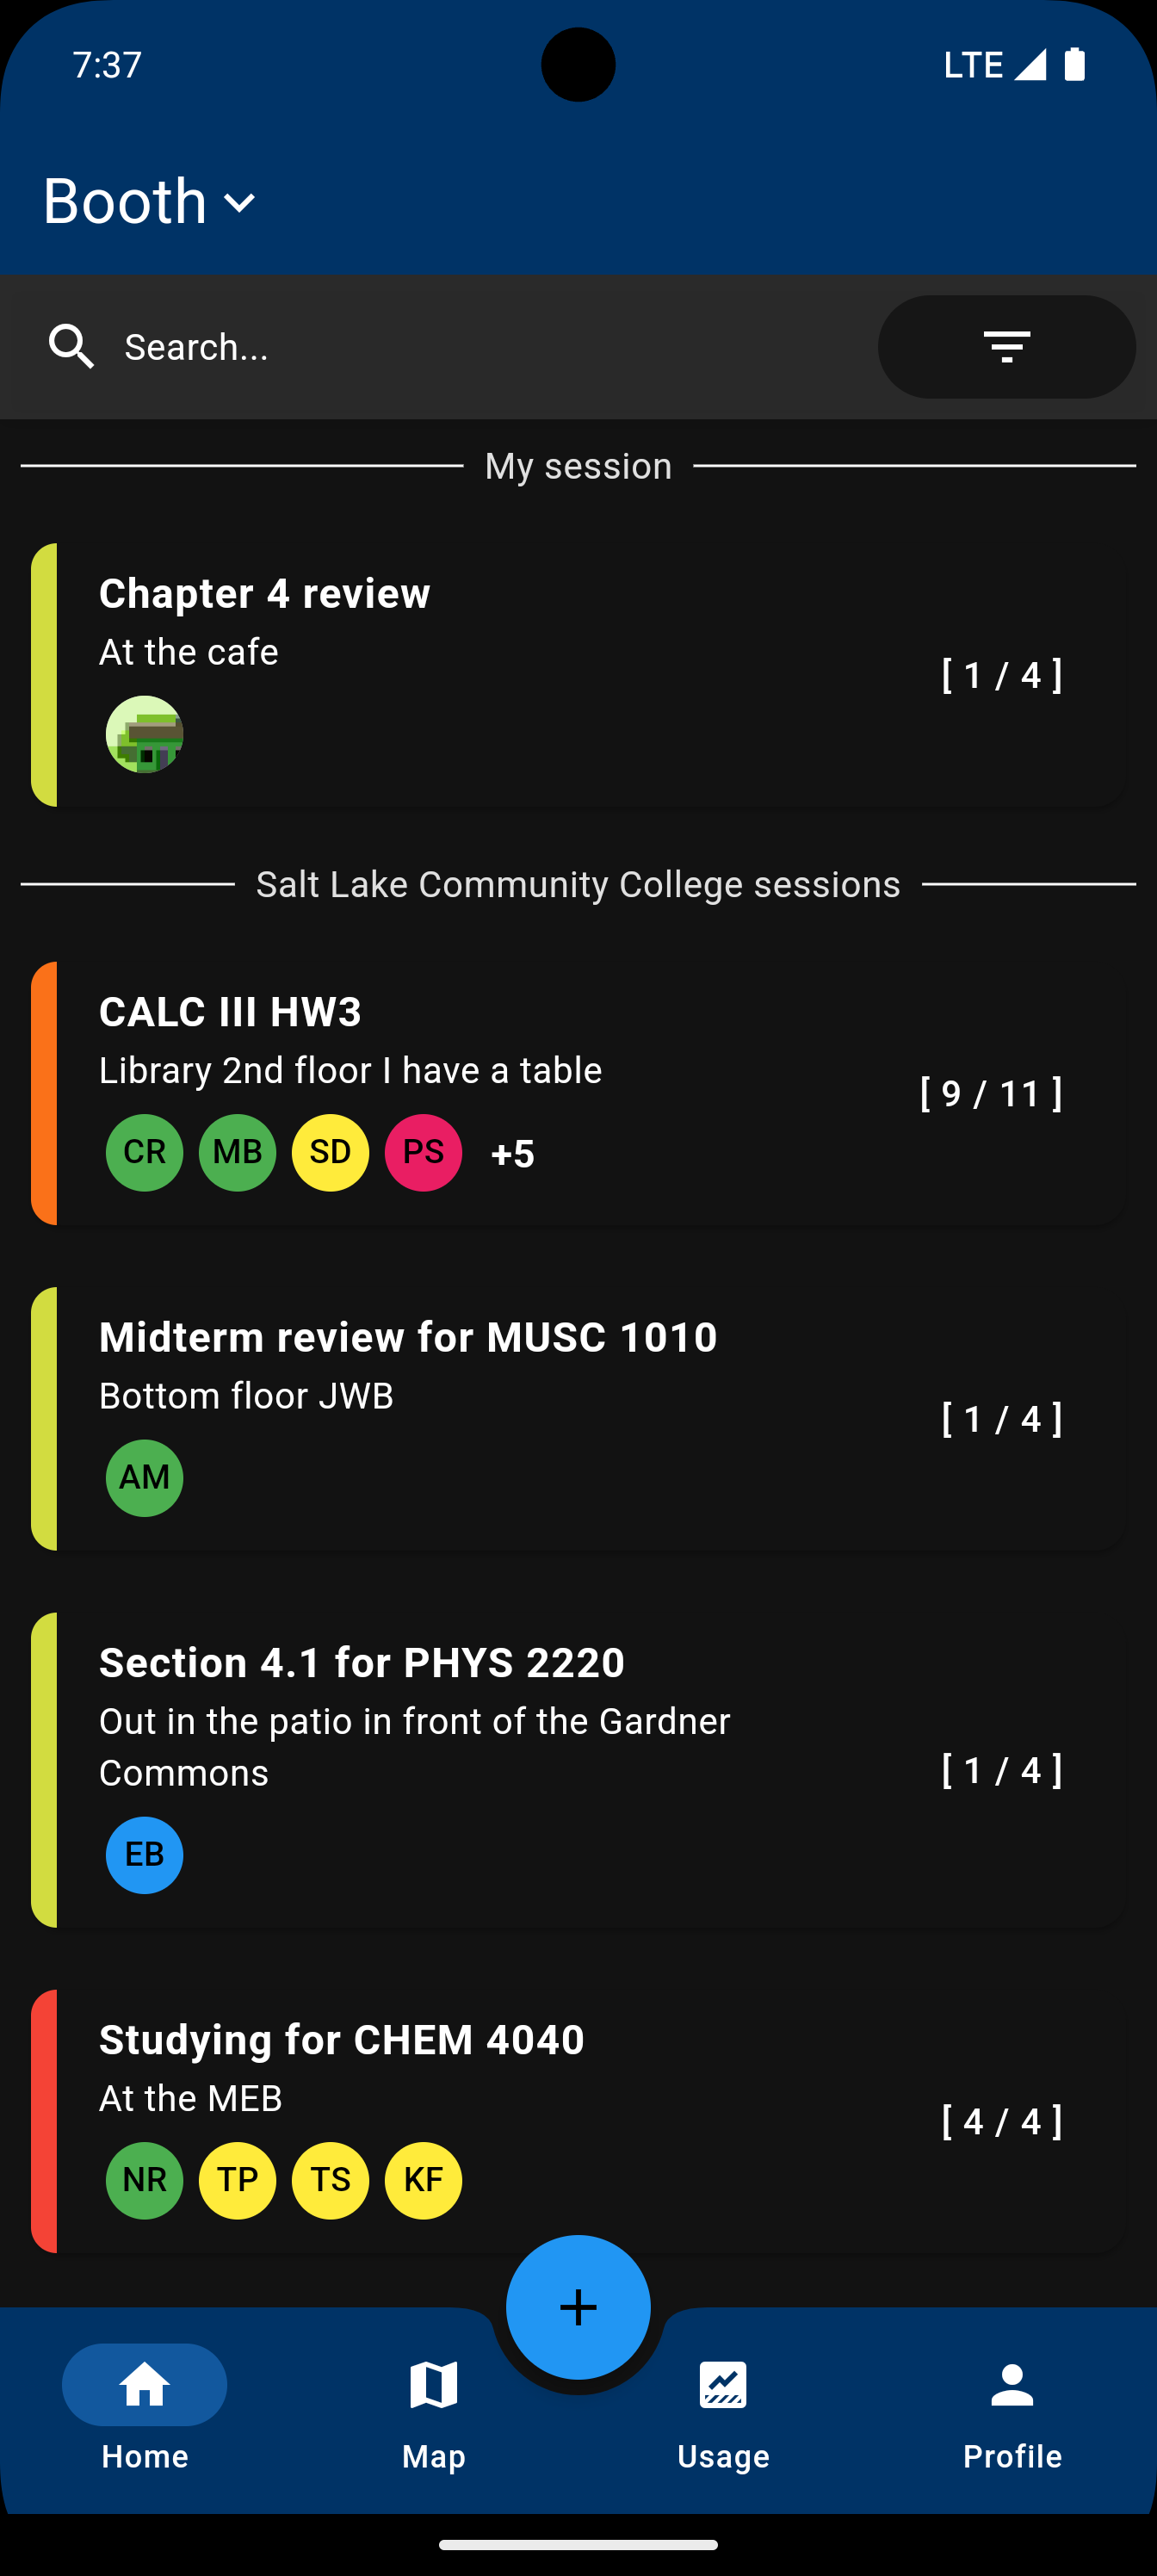 7:37
LTE
Booth
Search...
My session
Chapter 4 review
At the cafe
[ 1 / 4 ]
Salt Lake Community College sessions
CALC III HW3
Library 2nd floor I have a table
[ 9 / 11 ]
CR MB SD PS +5
Midterm review for MUSC 1010
Bottom floor JWB
[ 1 / 4 ]
AM
Section 4.1 for PHYS 2220
Out in the patio in front of the Gardner
Commons
[ 1 / 4 ]
EB
Studying for CHEM 4040
At the MEB
[ 4 / 4 ]
NR TP TS KF
+
Home Map Usage Profile